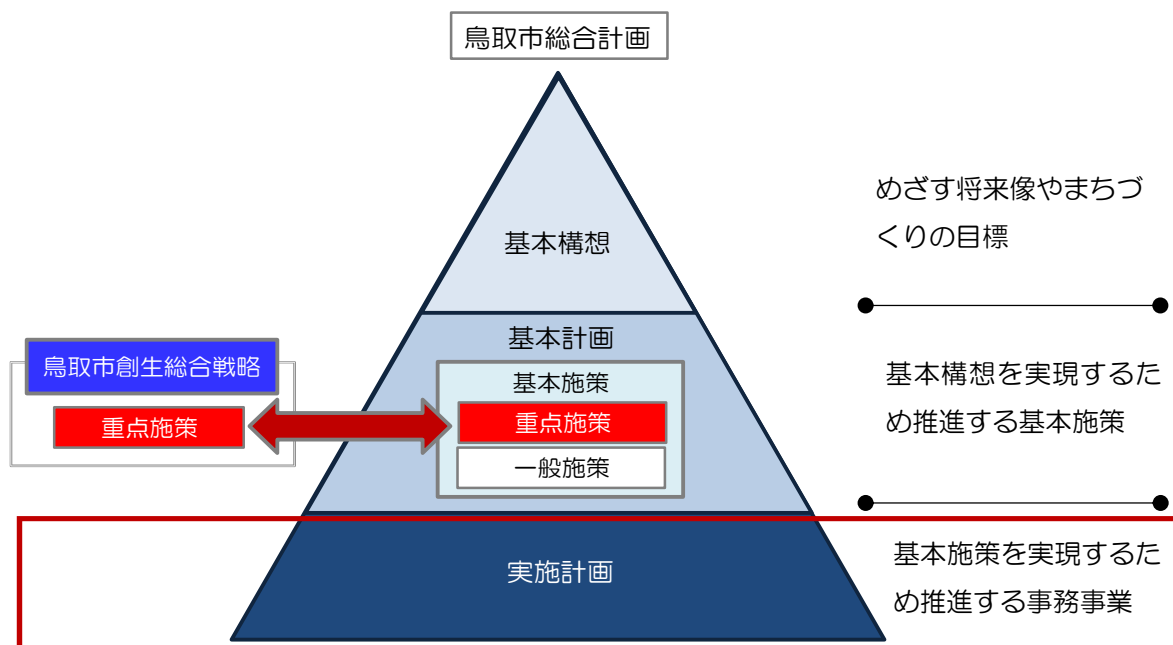 鳥取市総合計画
基本構想
めざす将来像やまちづ
くりの目標
基本計画
基本施策
重点施策
一般施策
鳥取市創生総合戦略
重点施策
基本構想を実現するた
め推進する基本施策
実施計画
基本施策を実現するた
め推進する事務事業